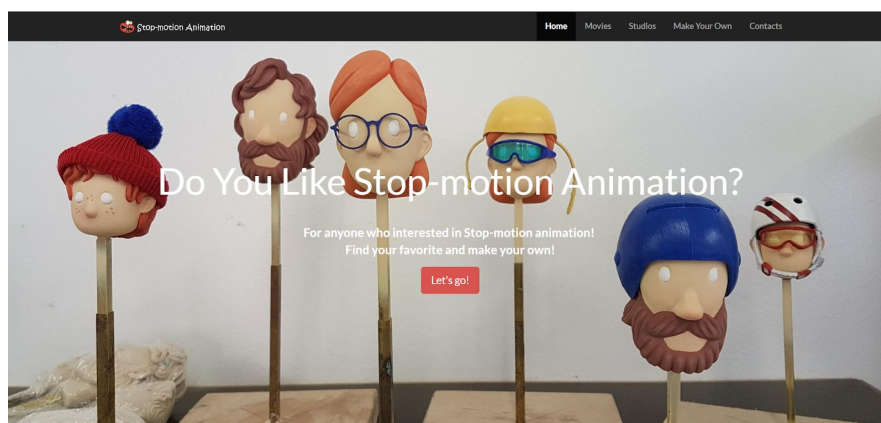 Stop-motion Animation
Home Movies Studios Make Your Own Contacts
Do You Like Stop-motion Animation?
For anyone who interested in Stop-motion animation!
Find your favorite and make your own!
Let's go!